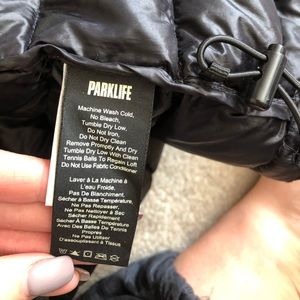 PARKLIFE
Machine Wash Cold,
No Bleach,
Tumble Dry Low,
Do Not Iron,
Do Not Dry Clean
Remove Promptly And Dry
Tumble Dry Low With Clean
Tennis Balls To Regain Loft
Do Not Use Fabric Conditioner.
Laver À La Machine à
L'eau Froide,
Pas De Blanchiment,
Sécher à Basse Température
Ne Pas Repasser,
Ne Pas Nettoyer à Sec
Sécher Rapidement
Sécher à Basse Température
Avec Des Balles De Tennis
Propres
Ne Pas Utiliser
D'assouplissant à Tissus